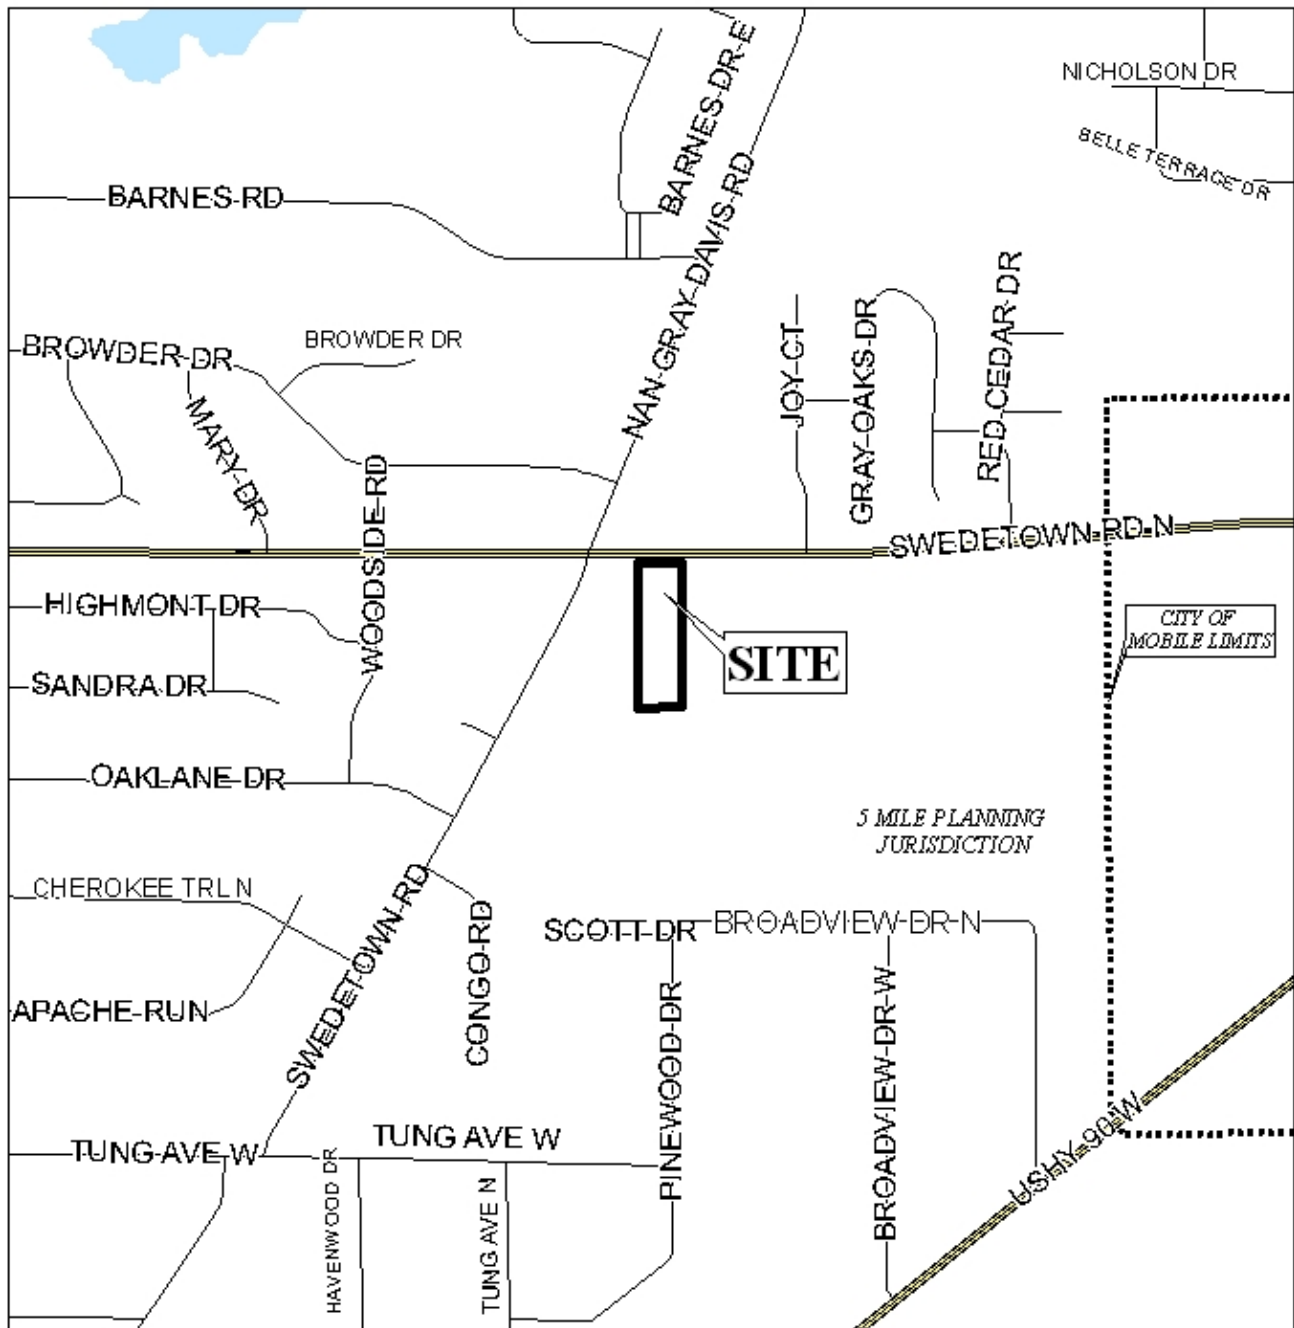 NICHOLSON DR
BELLE TERRACE DR
BARNES DR E
BARNES RD
NAN GRAY DAVIS RD
BROWDER DR
BROWDER DR
MARY DR
WOODSIDE RD
JOY CT
GRAY OAKS DR
RED CEDAR DR
SWEDETOWN RD N
HIGHMONT DR
SANDRA DR
OAKLANE DR
SITE
CITY OF
MOBILE LIMITS
5 MILE PLANNING
JURISDICTION
CHEROKEE TRL N
APACHE RUN
SWEDETOWN RD
CONGO RD
SCOTT DR
BROADVIEW DR N
PINEWOOD DR
BROADVIEW DR W
USHY 90 W
TUNG AVE W
TUNG AVE W
HAVENWOOD DR
TUNG AVE N